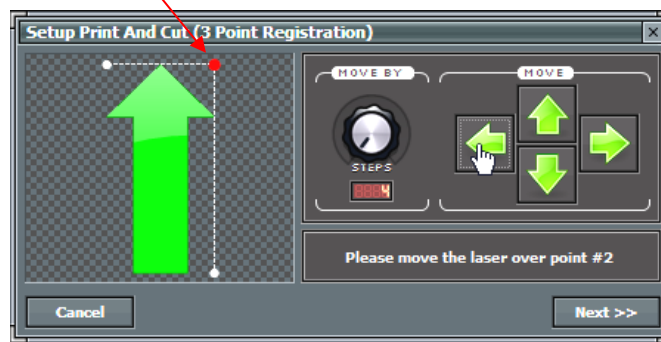 Setup Print And Cut (3 Point Registration)
MOVE BY
MOVE
STEPS
4
Please move the laser over point #2
Cancel
Next >>